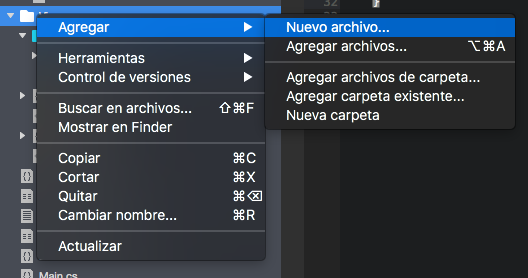 32 }
Agregar
Nuevo archivo...
Agregar archivos... ⌥⌘A
Herramientas
Control de versiones
Agregar archivos de carpeta...
Agregar carpeta existente...
Nueva carpeta
Buscar en archivos... ⇧⌘F
Mostrar en Finder
Copiar ⌘C
Cortar ⌘X
Quitar ⌘⌫
Cambiar nombre... ⌘R
Actualizar
Main.cs